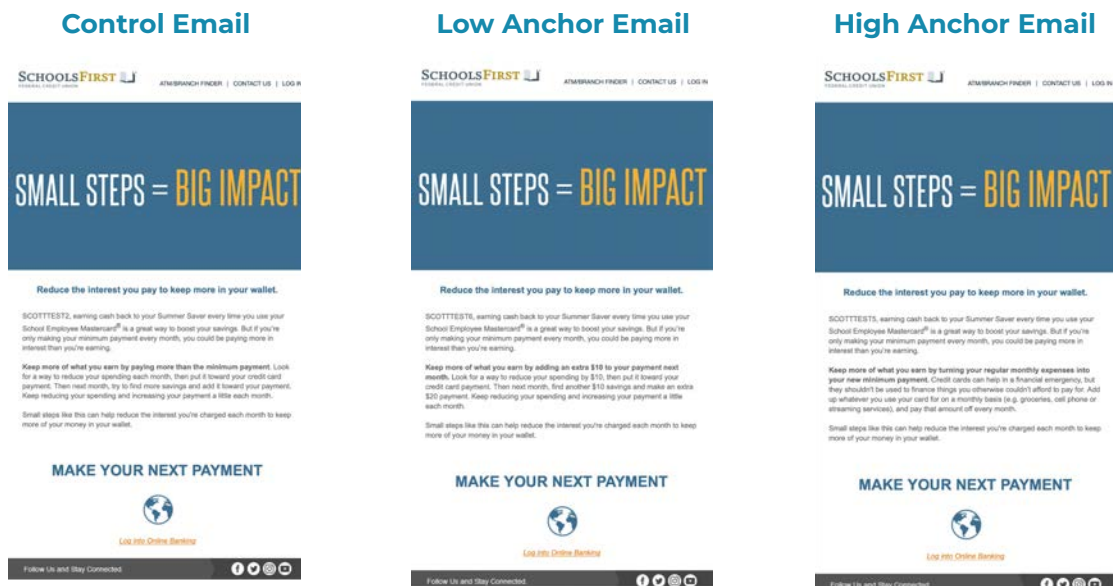 Control Email
SCHOOLSFIRST
FEDERAL CREDIT UNION
ATM/BRANCH FINDER | CONTACT US | LOG IN
SMALL STEPS = BIG IMPACT
Reduce the interest you pay to keep more in your wallet.
SCOTTTEST2, earning cash back to your Summer Saver every time you use your
School Employee Mastercard® is a great way to boost your savings. But if you're
only making your minimum payment every month, you could be paying more in
interest than you're earning.
Keep more of what you earn by paying more than the minimum payment. Look
for a way to reduce your spending each month, then put it toward your credit card
payment. Then next month, try to find more savings and add it toward your payment.
Keep reducing your spending and increasing your payment a little each month.
Small steps like this can help reduce the interest you're charged each month to keep
more of your money in your wallet.
MAKE YOUR NEXT PAYMENT
Log into Online Banking
Follow Us and Stay Connected.
Low Anchor Email
SCHOOLSFIRST
FEDERAL CREDIT UNION
ATM/BRANCH FINDER | CONTACT US | LOG IN
SMALL STEPS = BIG IMPACT
Reduce the interest you pay to keep more in your wallet.
SCOTTTEST6, earning cash back to your Summer Saver every time you use your
School Employee Mastercard® is a great way to boost your savings. But if you're
only making your minimum payment every month, you could be paying more in
interest than you're earning.
Keep more of what you earn by adding an extra $10 to your payment next
month. Look for a way to reduce your spending by $10, then put it toward your
credit card payment. Then next month, find another $10 savings and make an extra
$20 payment. Keep reducing your spending and increasing your payment a little
each month.
Small steps like this can help reduce the interest you're charged each month to keep
more of your money in your wallet.
MAKE YOUR NEXT PAYMENT
Log into Online Banking
Follow Us and Stay Connected.
High Anchor Email
SCHOOLSFIRST
FEDERAL CREDIT UNION
ATM/BRANCH FINDER | CONTACT US | LOG IN
SMALL STEPS = BIG IMPACT
Reduce the interest you pay to keep more in your wallet.
SCOTTTEST5, earning cash back to your Summer Saver every time you use your
School Employee Mastercard® is a great way to boost your savings. But if you're
only making your minimum payment every month, you could be paying more in
interest than you're earning.
Keep more of what you earn by turning your regular monthly expenses into
your new minimum payment. Credit cards can help in a financial emergency, but
they shouldn't be used to finance things you otherwise couldn't afford to pay for. Add
up whatever you use your card for on a monthly basis (e.g. groceries, cell phone or
streaming services), and pay that amount off every month.
Small steps like this can help reduce the interest you're charged each month to keep
more of your money in your wallet.
MAKE YOUR NEXT PAYMENT
Log into Online Banking
Follow Us and Stay Connected.